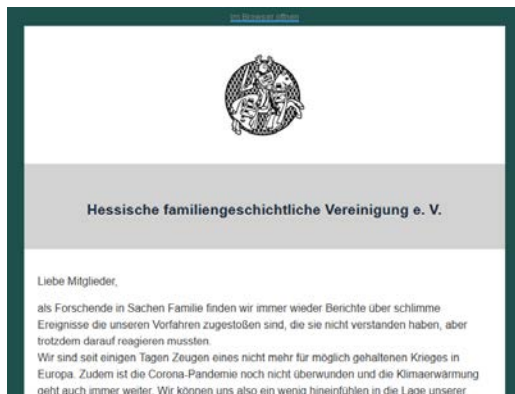 Im Browser öffnen
Hessische familiengeschichtliche Vereinigung e. V.
Liebe Mitglieder,
als Forschende in Sachen Familie finden wir immer wieder Berichte über schlimme
Ereignisse die unseren Vorfahren zugestoßen sind, die sie nicht verstanden haben, aber
trotzdem darauf reagieren mussten.
Wir sind seit einigen Tagen Zeugen eines nicht mehr für möglich gehaltenen Krieges in
Europa. Zudem ist die Corona-Pandemie noch nicht überwunden und die Klimaerwärmung
geht auch immer weiter. Wir können uns also ein wenig hineinfühlen in die Lage unserer